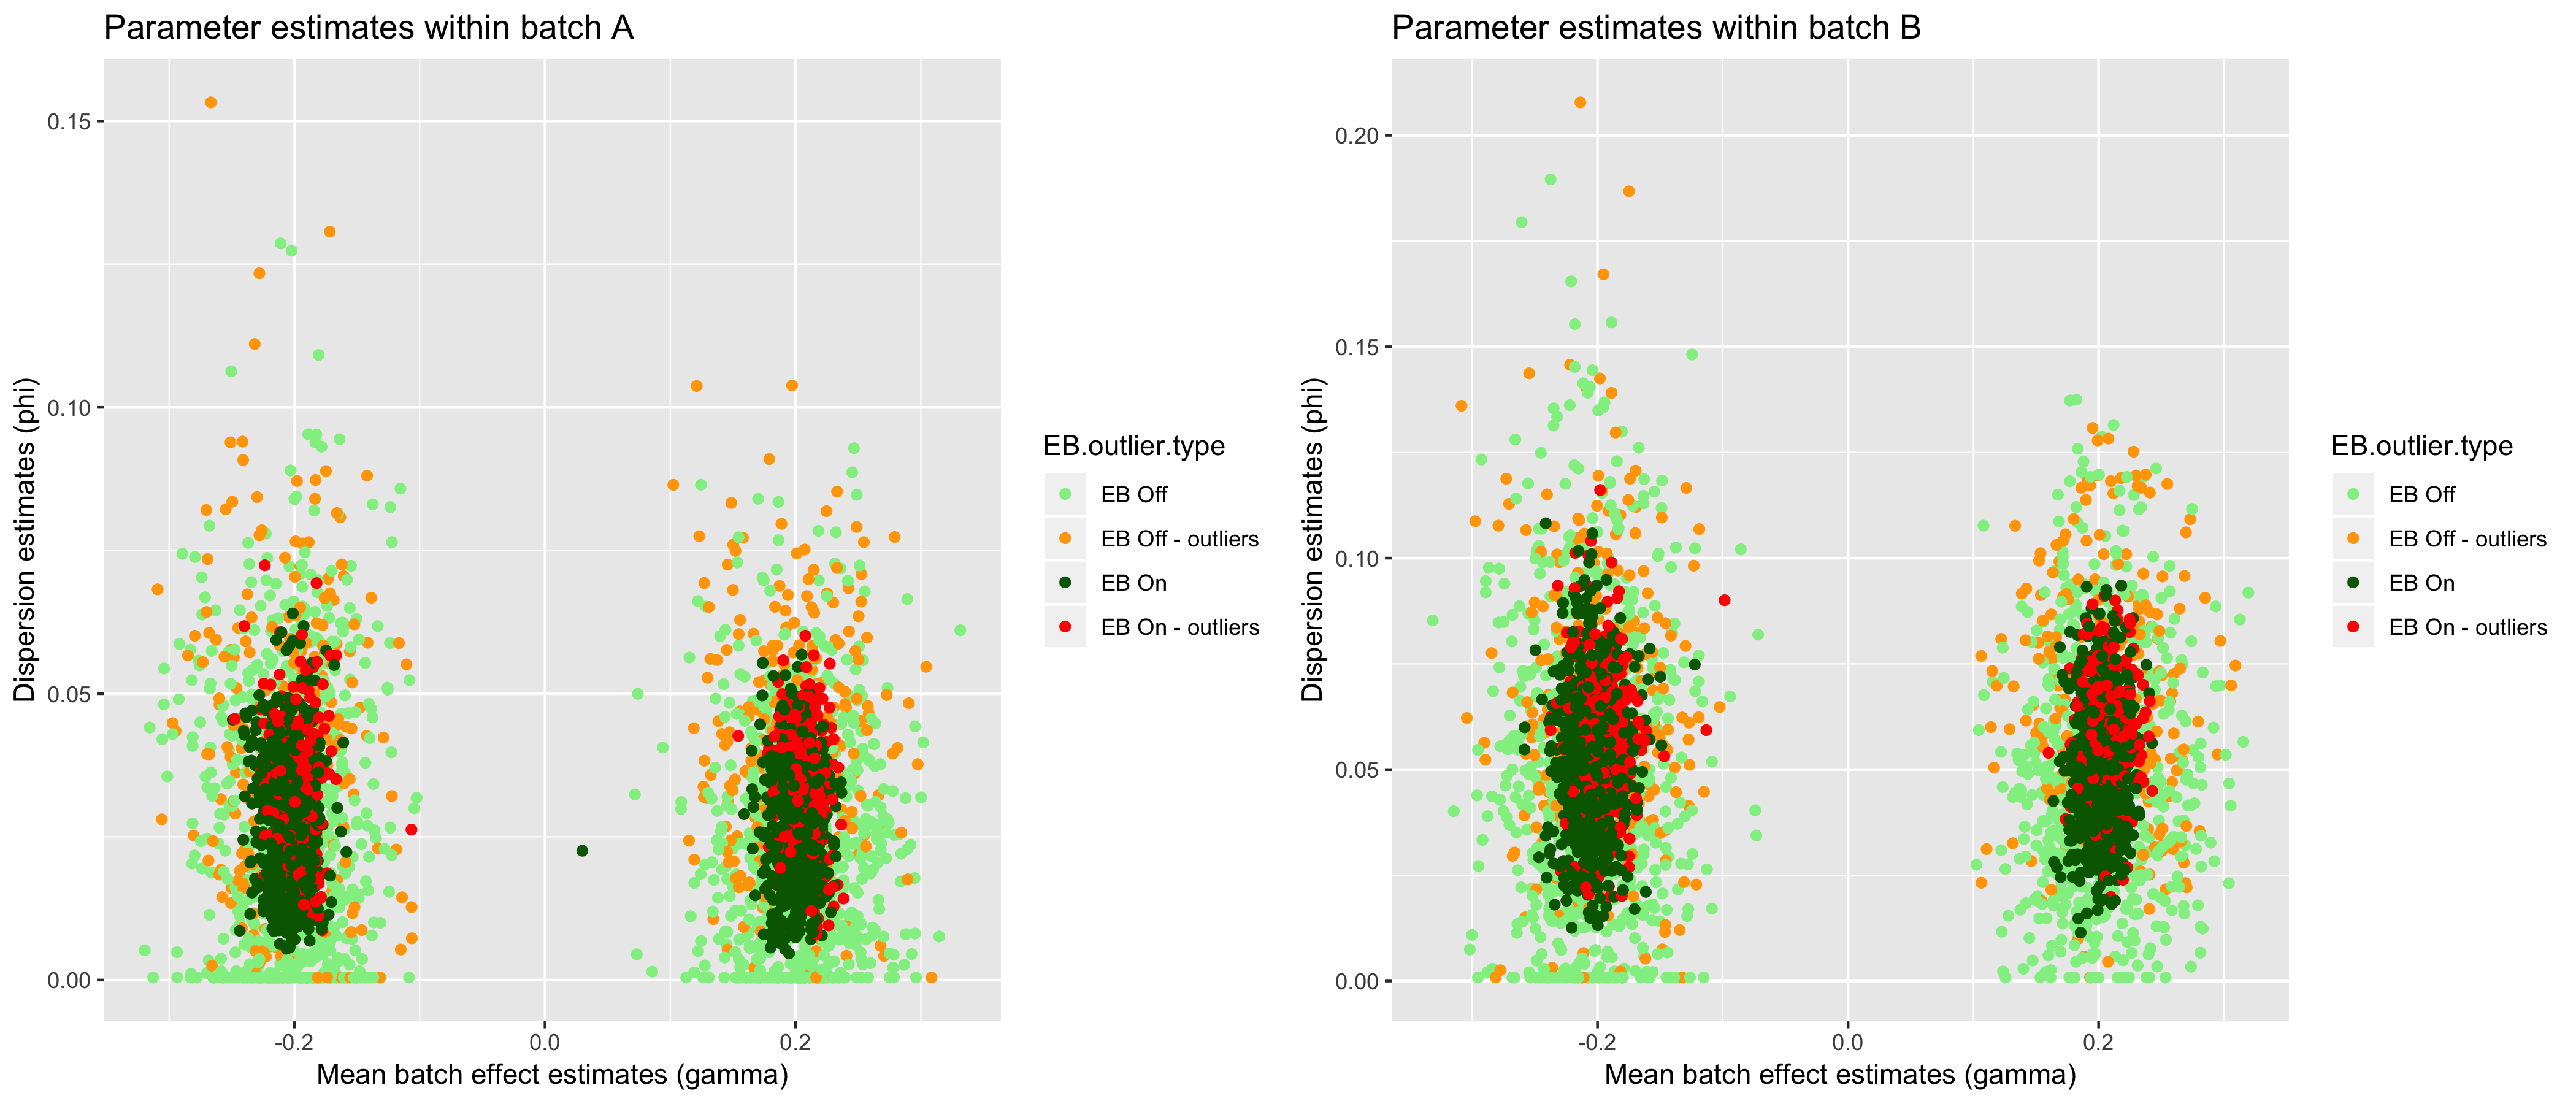 Parameter estimates within batch A
Dispersion estimates (phi)
0.15
0.10
0.05
0.00
-0.2
0.0
0.2
Mean batch effect estimates (gamma)
EB.outlier.type
EB Off
EB Off - outliers
EB On
EB On - outliers
Parameter estimates within batch B
Dispersion estimates (phi)
0.20
0.15
0.10
0.05
0.00
-0.2
0.0
0.2
Mean batch effect estimates (gamma)
EB.outlier.type
EB Off
EB Off - outliers
EB On
EB On - outliers